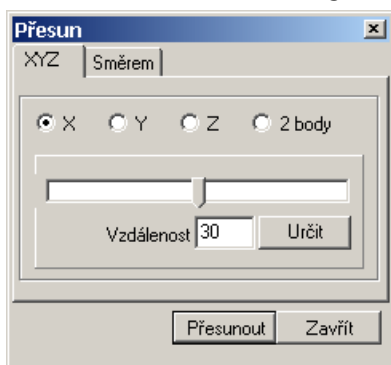 Přesun
XYZ Směrem
X Y Z 2 body
Vzdálenost 30 Určit
Přesunout Zavřít